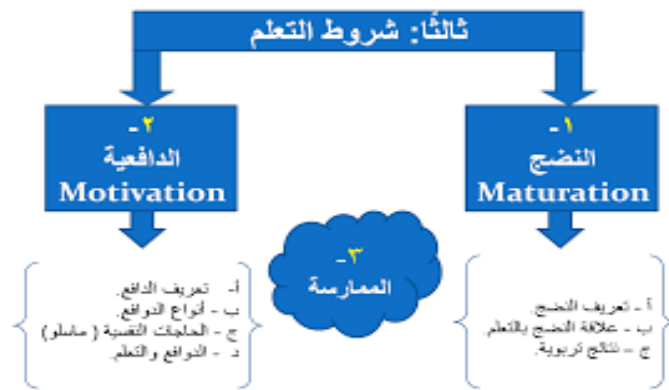 ثالثًا: شروط التعلم
١-
النضج
Maturation
٢-
الدافعية
Motivation
٣-
الممارسة
أ - تعريف النضج.
ب - علاقة النضج بالتعلم.
ج - نتائج تربوية.
أ- تعريف الدافع.
ب - أنواع الدوافع.
ج - الحاجات النفسية ( ماسلو)
د - الدوافع والتعلم.